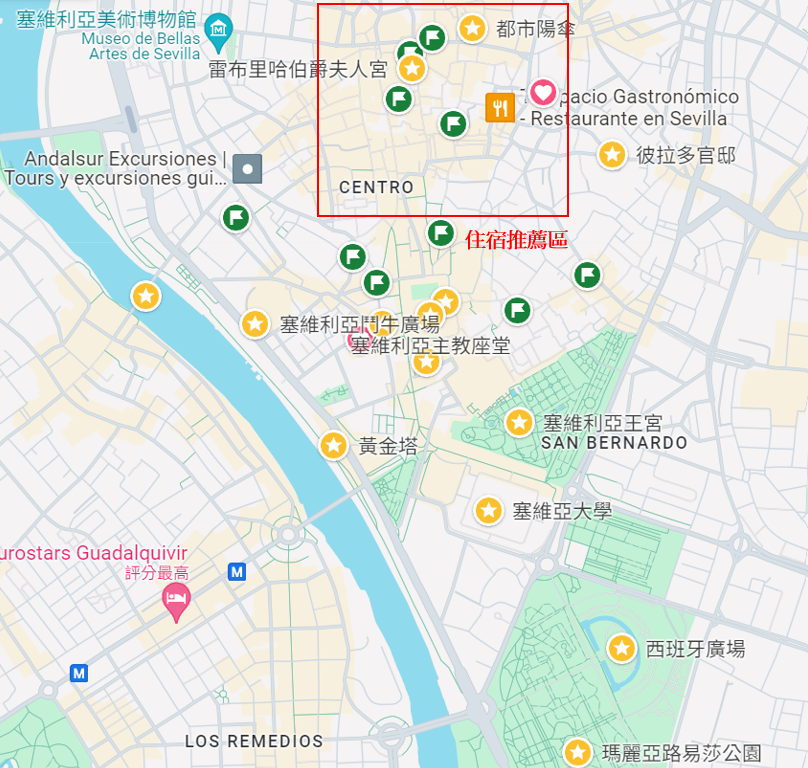 塞維利亞美術博物館
Museo de Bellas
Artes de Sevilla
都市陽傘
雷布里哈伯爵夫人宮
Espacio Gastronómico
- Restaurante en Sevilla
彼拉多官邸
Andalsur Excursiones |
Tours y excursiones gui...
CENTRO
住宿推薦區
塞維利亞鬥牛廣場
塞維利亞主教座堂
塞維利亞王宮
SAN BERNARDO
黃金塔
塞維亞大學
urostars Guadalquivir
評分最高
M
M
西班牙廣場
LOS REMEDIOS
瑪麗亞路易莎公園